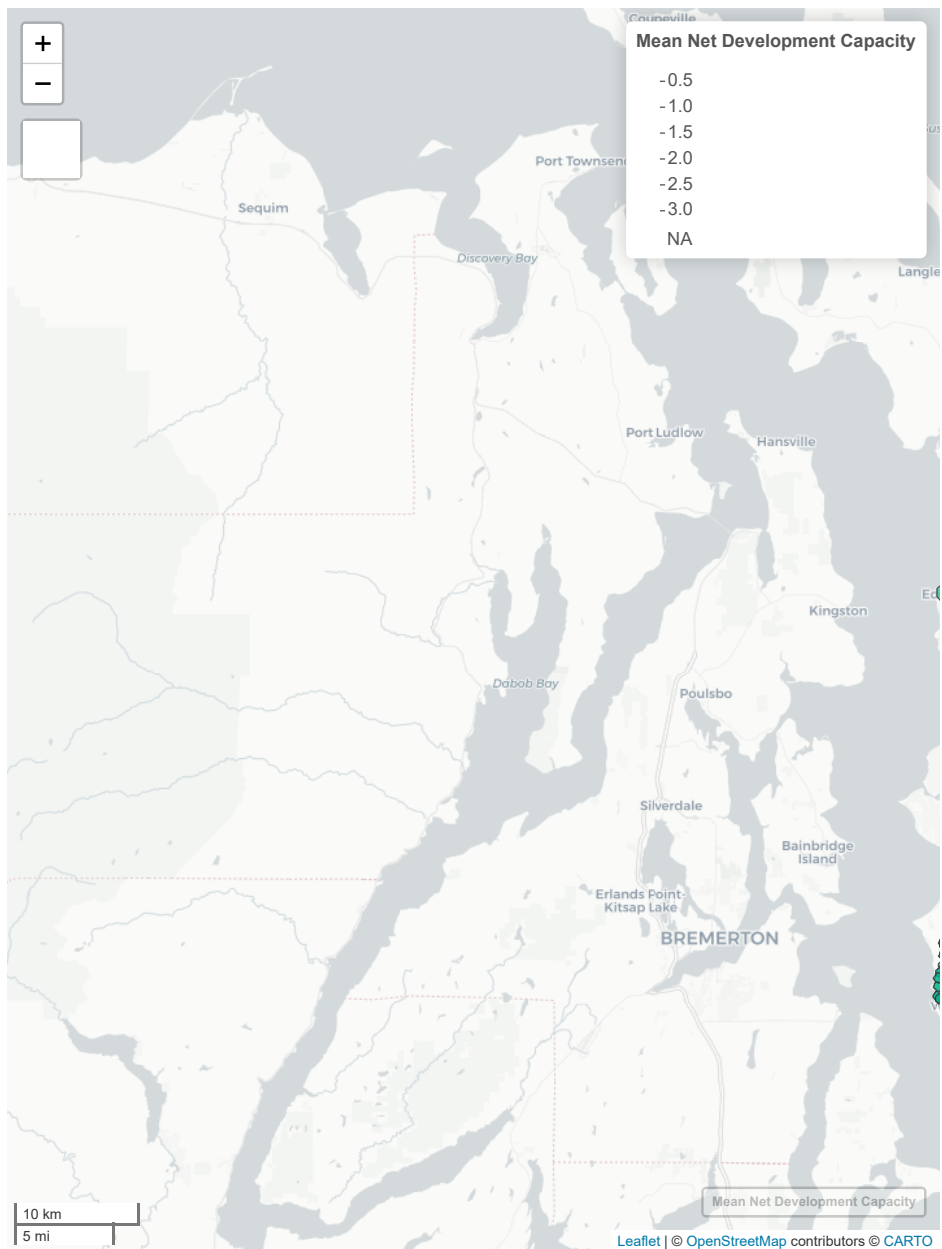 Coupeville
+
Mean Net Development Capacity
−
-0.5
-1.0
-1.5
-2.0
-2.5
-3.0
NA
Port Townsen
Sequim
Discovery Bay
Langle
Port Ludlow
Hansville
Ed
Kingston
Dabob Bay
Poulsbo
Silverdale
Bainbridge
Island
Erlands Point-
Kitsap Lake
BREMERTON
10 km
5 mi
Mean Net Development Capacity
Leaflet | © OpenStreetMap contributors © CARTO